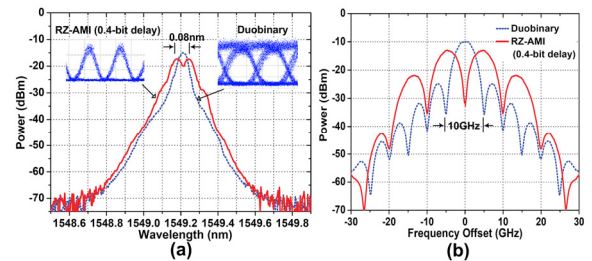 RZ-AMI (0.4-bit delay)
0.08nm
Duobinary
Power (dBm)
0
-10
-20
-30
-40
-50
-60
-70
1548.6 1548.8 1549.0 1549.2 1549.4 1549.6 1549.8
Wavelength (nm)
(a)
Duobinary
RZ-AMI
(0.4-bit delay)
10GHz
Power (dBm)
0
-10
-20
-30
-40
-50
-60
-70
-30 -20 -10 0 10 20 30
Frequency Offset (GHz)
(b)